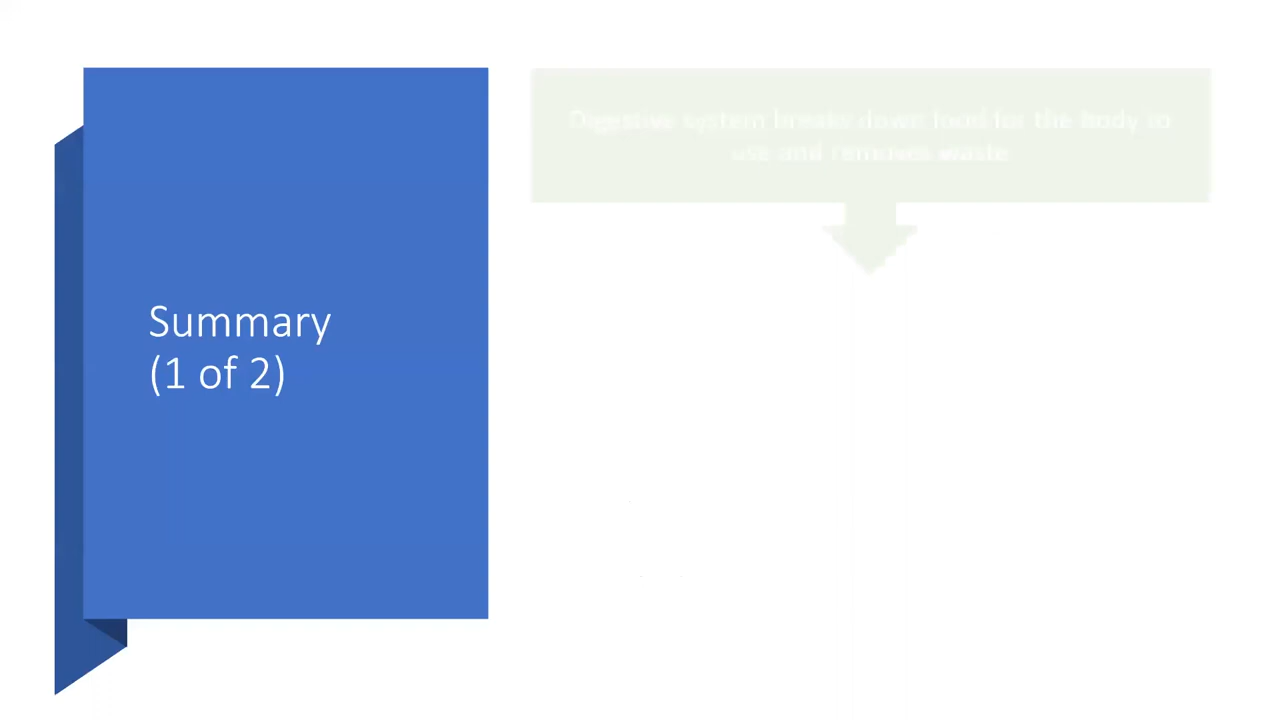 Summary
(1 of 2)
Digestive system breaks down food for the body to
use and removes waste